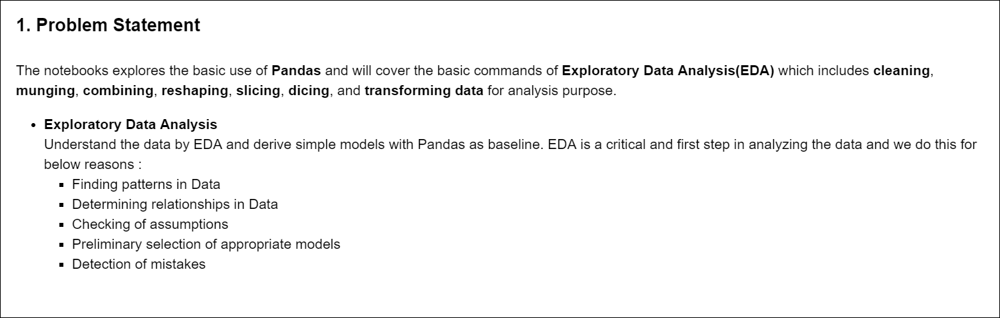 1. Problem Statement
The notebooks explores the basic use of Pandas and will cover the basic commands of Exploratory Data Analysis(EDA) which includes cleaning,
munging, combining, reshaping, slicing, dicing, and transforming data for analysis purpose.
• Exploratory Data Analysis
Understand the data by EDA and derive simple models with Pandas as baseline. EDA is a critical and first step in analyzing the data and we do this for
below reasons :
▪ Finding patterns in Data
▪ Determining relationships in Data
▪ Checking of assumptions
▪ Preliminary selection of appropriate models
▪ Detection of mistakes